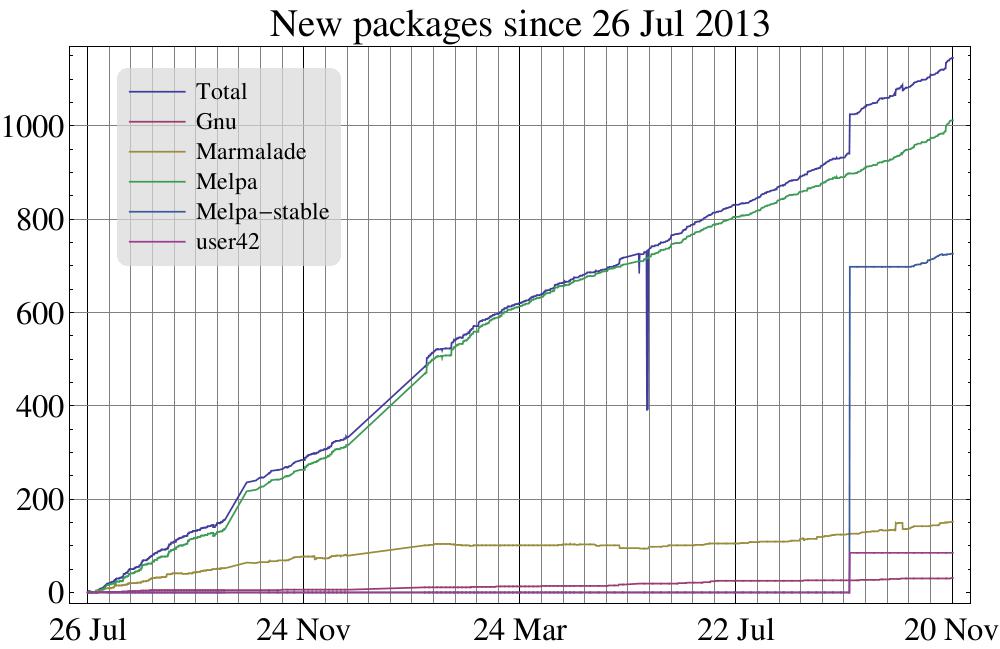 New packages since 26 Jul 2013
Total
Gnu
Marmalade
Melpa
Melpa−stable
user42
1000
800
600
400
200
0
26 Jul
24 Nov
24 Mar
22 Jul
20 Nov